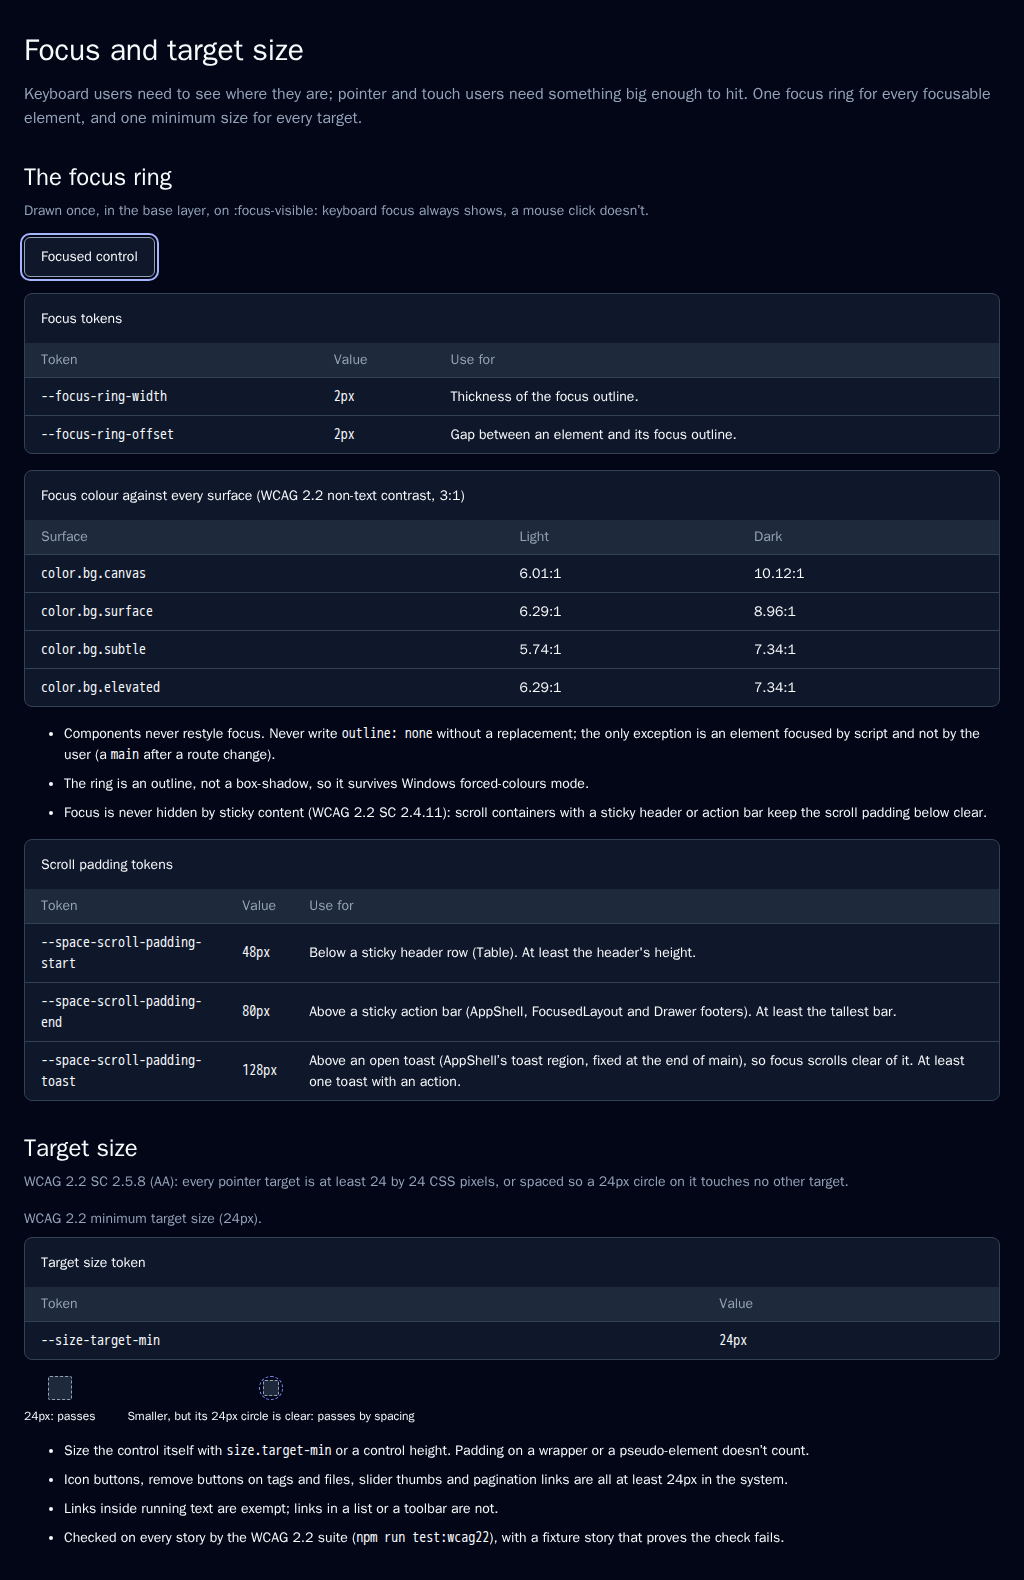 Focus and target size
Keyboard users need to see where they are; pointer and touch users need something big enough to hit. One focus ring for every focusable
element, and one minimum size for every target.
The focus ring
Drawn once, in the base layer, on :focus-visible: keyboard focus always shows, a mouse click doesn't.
Focused control
Focus tokens
Token Value Use for
--focus-ring-width 2px Thickness of the focus outline.
--focus-ring-offset 2px Gap between an element and its focus outline.
Focus colour against every surface (WCAG 2.2 non-text contrast, 3:1)
Surface Light Dark
color.bg.canvas 6.01:1 10.12:1
color.bg.surface 6.29:1 8.96:1
color.bg.subtle 5.74:1 7.34:1
color.bg.elevated 6.29:1 7.34:1
• Components never restyle focus. Never write outline: none without a replacement; the only exception is an element focused by script and not by the
user (a main after a route change).
• The ring is an outline, not a box-shadow, so it survives Windows forced-colours mode.
• Focus is never hidden by sticky content (WCAG 2.2 SC 2.4.11): scroll containers with a sticky header or action bar keep the scroll padding below clear.
Scroll padding tokens
Token Value Use for
--space-scroll-padding-
start 48px Below a sticky header row (Table). At least the header's height.
--space-scroll-padding-
end 80px Above a sticky action bar (AppShell, FocusedLayout and Drawer footers). At least the tallest bar.
--space-scroll-padding-
toast 128px Above an open toast (AppShell's toast region, fixed at the end of main), so focus scrolls clear of it. At least
one toast with an action.
Target size
WCAG 2.2 SC 2.5.8 (AA): every pointer target is at least 24 by 24 CSS pixels, or spaced so a 24px circle on it touches no other target.
WCAG 2.2 minimum target size (24px).
Target size token
Token Value
--size-target-min 24px
24px: passes Smaller, but its 24px circle is clear: passes by spacing
• Size the control itself with size.target-min or a control height. Padding on a wrapper or a pseudo-element doesn't count.
• Icon buttons, remove buttons on tags and files, slider thumbs and pagination links are all at least 24px in the system.
• Links inside running text are exempt; links in a list or a toolbar are not.
• Checked on every story by the WCAG 2.2 suite (npm run test:wcag22), with a fixture story that proves the check fails.